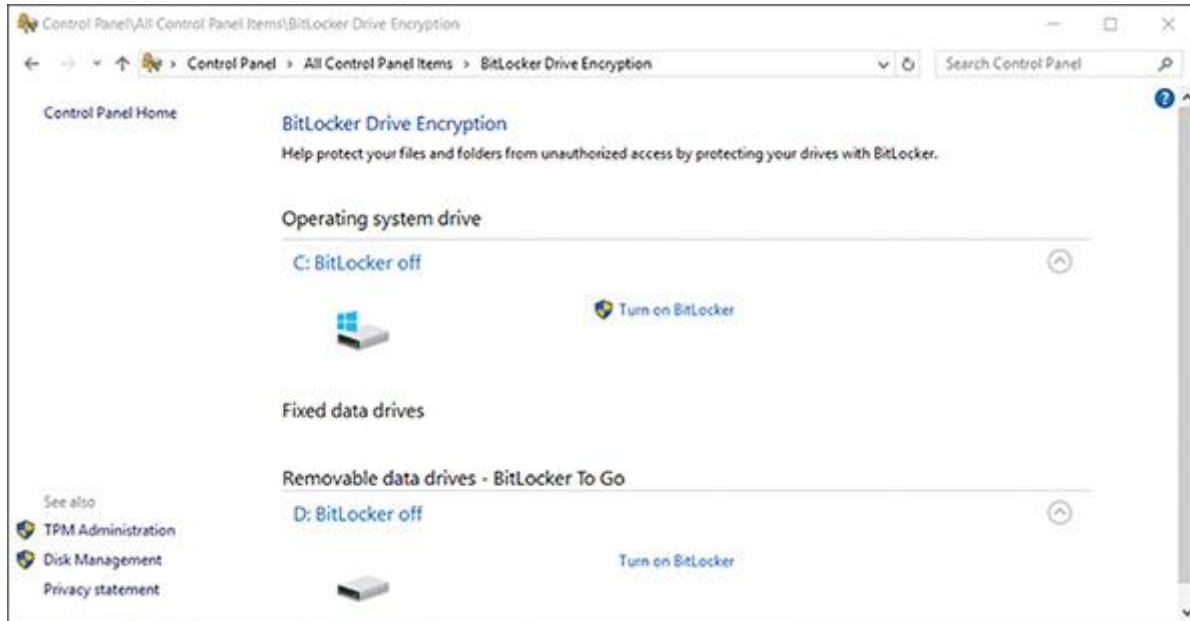 Control Panel\All Control Panel Items\BitLocker Drive Encryption
Control Panel › All Control Panel Items › BitLocker Drive Encryption
Search Control Panel
Control Panel Home
BitLocker Drive Encryption
Help protect your files and folders from unauthorized access by protecting your drives with BitLocker.
Operating system drive
C: BitLocker off
Turn on BitLocker
Fixed data drives
Removable data drives - BitLocker To Go
D: BitLocker off
Turn on BitLocker
See also
TPM Administration
Disk Management
Privacy statement